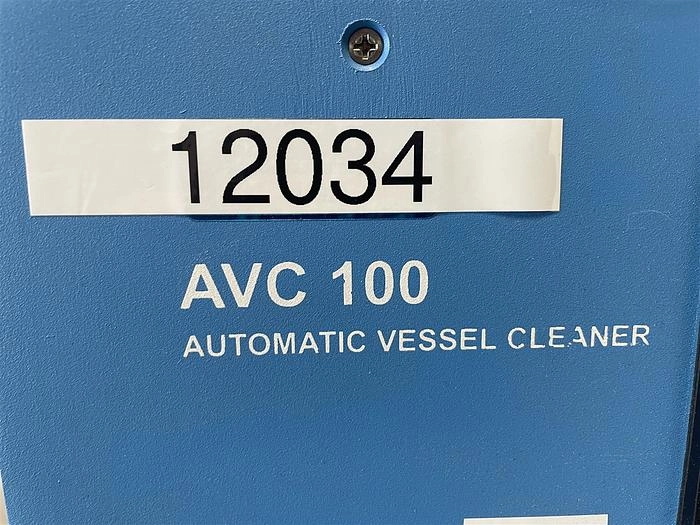 12034
AVC 100
AUTOMATIC VESSEL CLEANER